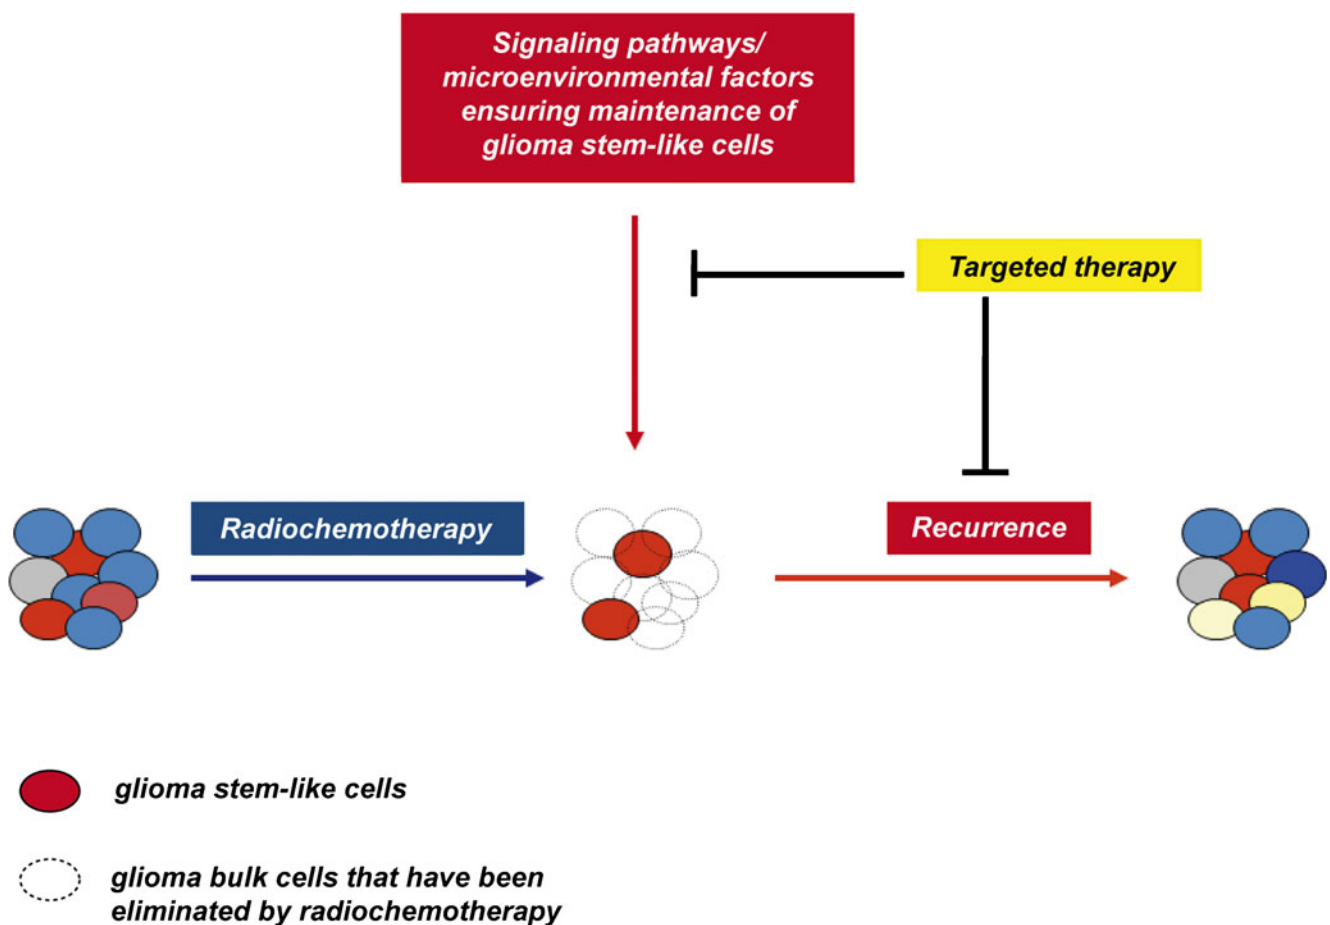 Signaling pathways/
microenvironmental factors
ensuring maintenance of
glioma stem-like cells
Targeted therapy
Radiochemotherapy
Recurrence
glioma stem-like cells
glioma bulk cells that have been
eliminated by radiochemotherapy